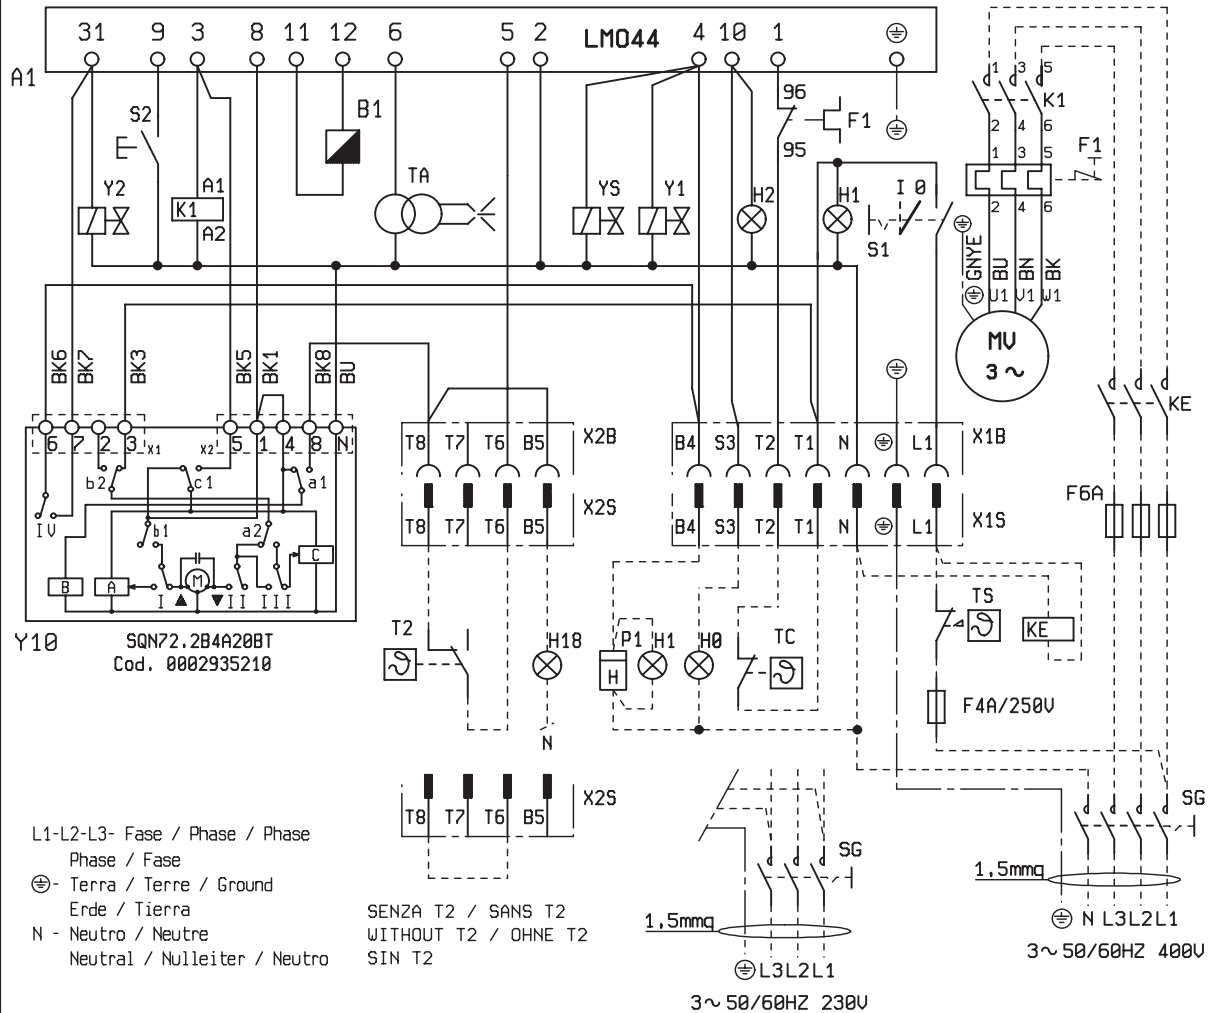 31 9 3 8 11 12 6 5 2 LMO44 4 10 1
A1
S2
B1
96
F1
95
1 3 5
K1
2 4 6
1 3 5
F1
2 4 6
Y2
A1
K1
A2
TA
YS
Y1
H2
H1
I 0
S1
GNYE
BU
BN
BK
U1 V1 W1
MV
3 ~
BK6
BK7
BK3
BK5
BK1
BK8
BU
KE
6 7 2 3 X1 X2 5 1 4 8 N
b2
c1
a1
IV
b1
a2
C
B
A
M
I II III
Y10
SQN72.2B4A20BT
Cod. 0002935210
T8 T7 T6 B5
X2B
X2S
T8 T7 T6 B5
B4 S3 T2 T1 N L1
X1B
X1S
B4 S3 T2 T1 N L1
F6A
T2
H18
N
P1
H
H1
H0
TC
TS
KE
F4A/250V
X2S
T8 T7 T6 B5
SG
1,5mmq
N L3L2L1
3~50/60HZ 400V
SG
1,5mmq
L3L2L1
3~50/60HZ 230V
L1-L2-L3- Fase / Phase / Phase
Phase / Fase
- Terra / Terre / Ground
Erde / Tierra
N - Neutro / Neutre
Neutral / Nulleiter / Neutro
SENZA T2 / SANS T2
WITHOUT T2 / OHNE T2
SIN T2